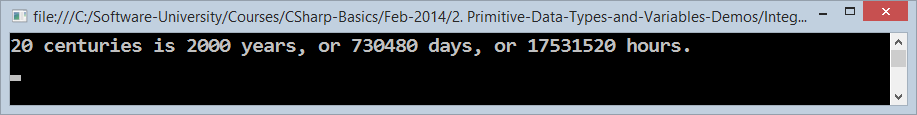 file:///C:/Software-University/Courses/CSharp-Basics/Feb-2014/2. Primitive-Data-Types-and-Variables-Demos/Integ...
20 centuries is 2000 years, or 730480 days, or 17531520 hours.